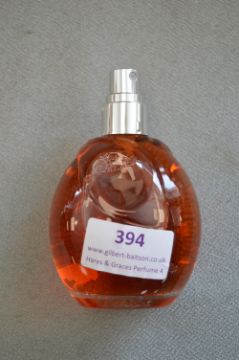 394
www.gilbert-baitson.co.uk
Hares & Graces Perfume 4